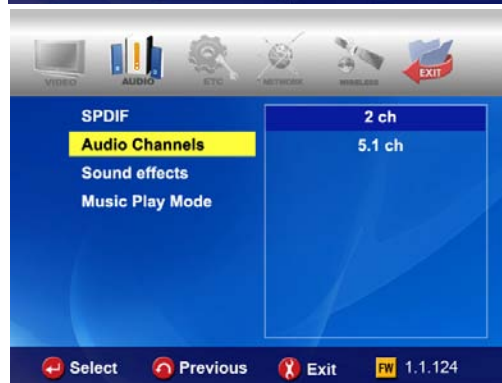 VIDEO AUDIO ETC NETWORK WIRELESS EXIT
SPDIF 2 ch
Audio Channels 5.1 ch
Sound effects
Music Play Mode
Select Previous Exit FW 1.1.124